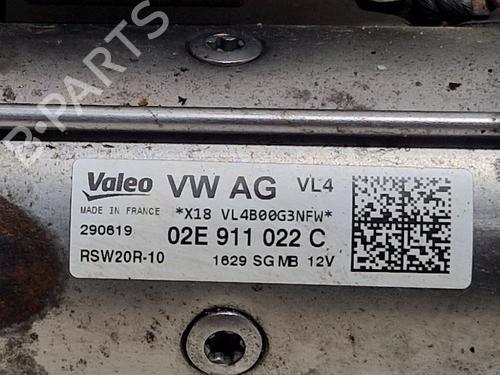 B-PARTS
Valeo VW AG VL4
MADE IN FRANCE *X18 VL4B00G3NFW*
290619 02E 911 022 C
RSW20R-10 1629 SG MB 12V